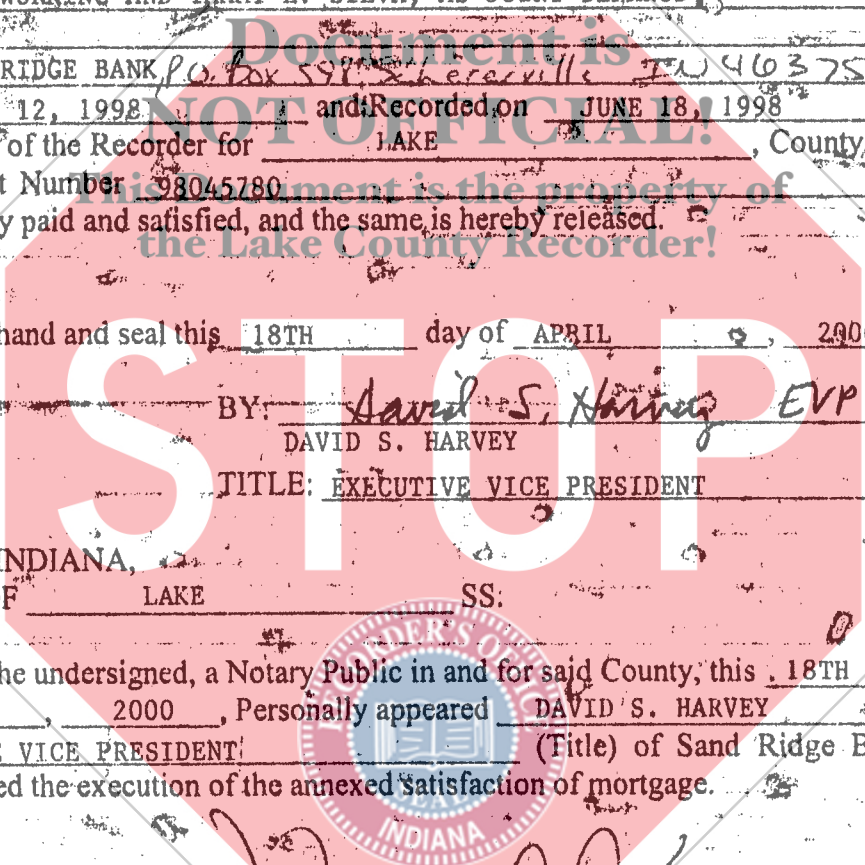 Document is
RIDGE BANK P.O. Box 598 Schererville IN 46375
12, 1998 and Recorded on JUNE 18, 1998
NOT OFFICIAL!
of the Recorder for LAKE , County
t Number 98045780
This Document is the property of
y paid and satisfied, and the same is hereby released.
the Lake County Recorder!
hand and seal this 18TH day of APRIL , 200
STOP
BY: David S. Harvey EVP
DAVID S. HARVEY
TITLE: EXECUTIVE VICE PRESIDENT
INDIANA,
F LAKE SS:
he undersigned, a Notary Public in and for said County, this 18TH
, 2000 , Personally appeared DAVID S. HARVEY
E VICE PRESIDENT (Title) of Sand Ridge B
ed the execution of the annexed satisfaction of mortgage.
RECORDER'S OFFICE
SEAL
INDIANA